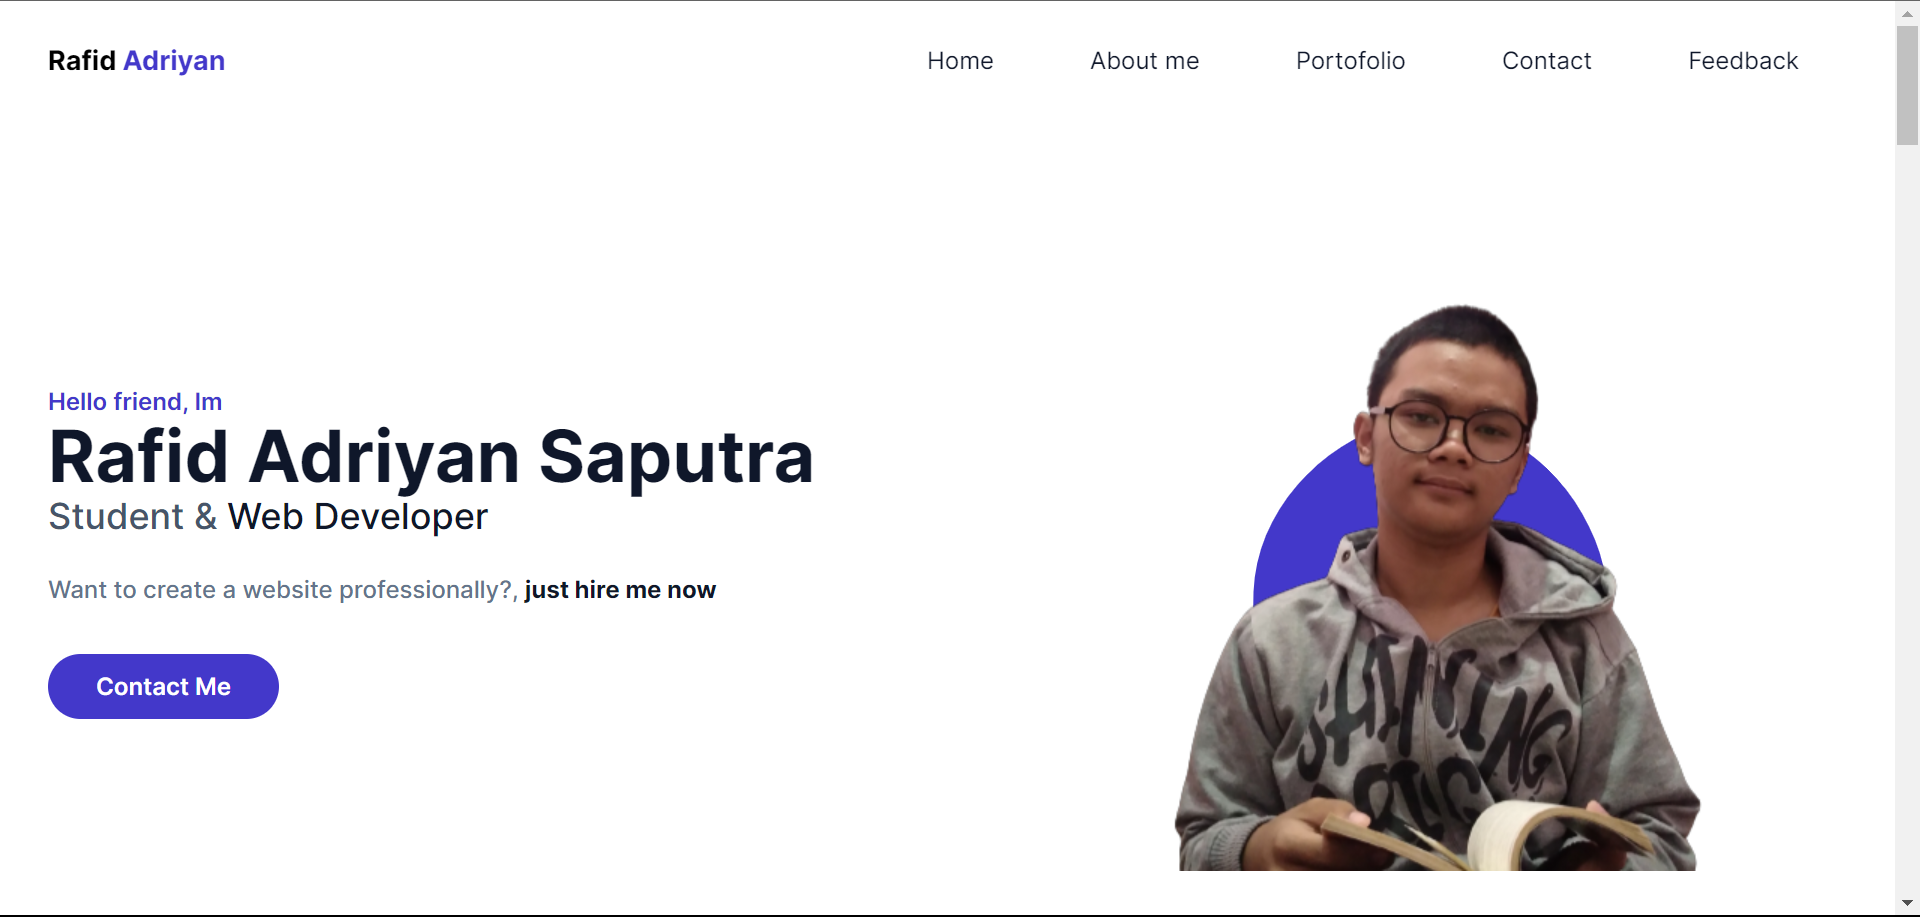 Rafid Adriyan
Home
About me
Portofolio
Contact
Feedback
Hello friend, Im
Rafid Adriyan Saputra
Student & Web Developer
Want to create a website professionally?, just hire me now
Contact Me